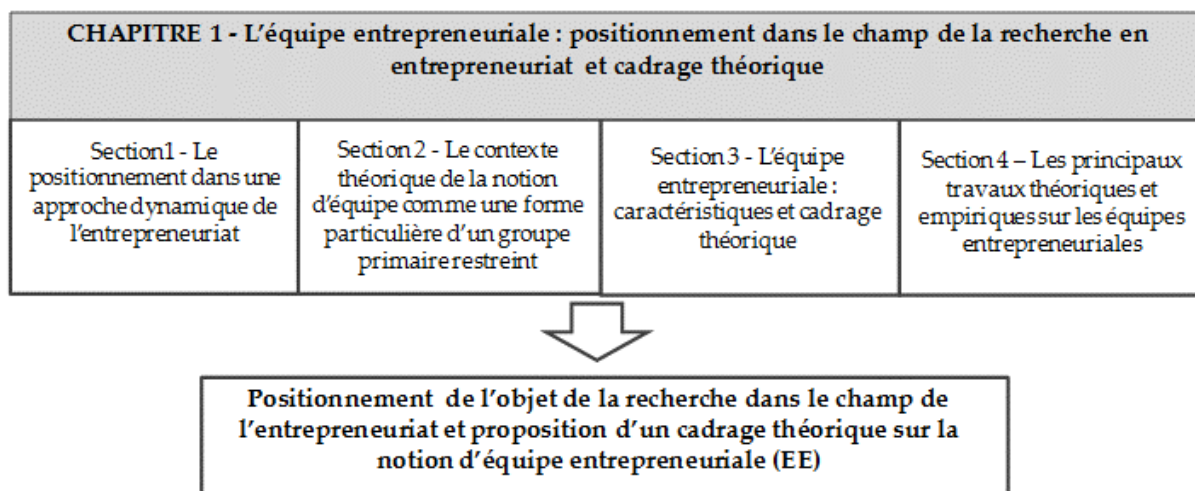 CHAPITRE 1 - L'équipe entrepreneuriale : positionnement dans le champ de la recherche en
entrepreneuriat et cadrage théorique
Section1 - Le
positionnement dans une
approche dynamique de
l'entrepreneuriat
Section 2 - Le contexte
théorique de la notion
d'équipe comme une forme
particulière d'un groupe
primaire restreint
Section 3 - L'équipe
entrepreneuriale :
caractéristiques et cadrage
théorique
Section 4 – Les principaux
travaux théoriques et
empiriques sur les équipes
entrepreneuriales
Positionnement de l'objet de la recherche dans le champ de
l'entrepreneuriat et proposition d'un cadrage théorique sur la
notion d'équipe entrepreneuriale (EE)